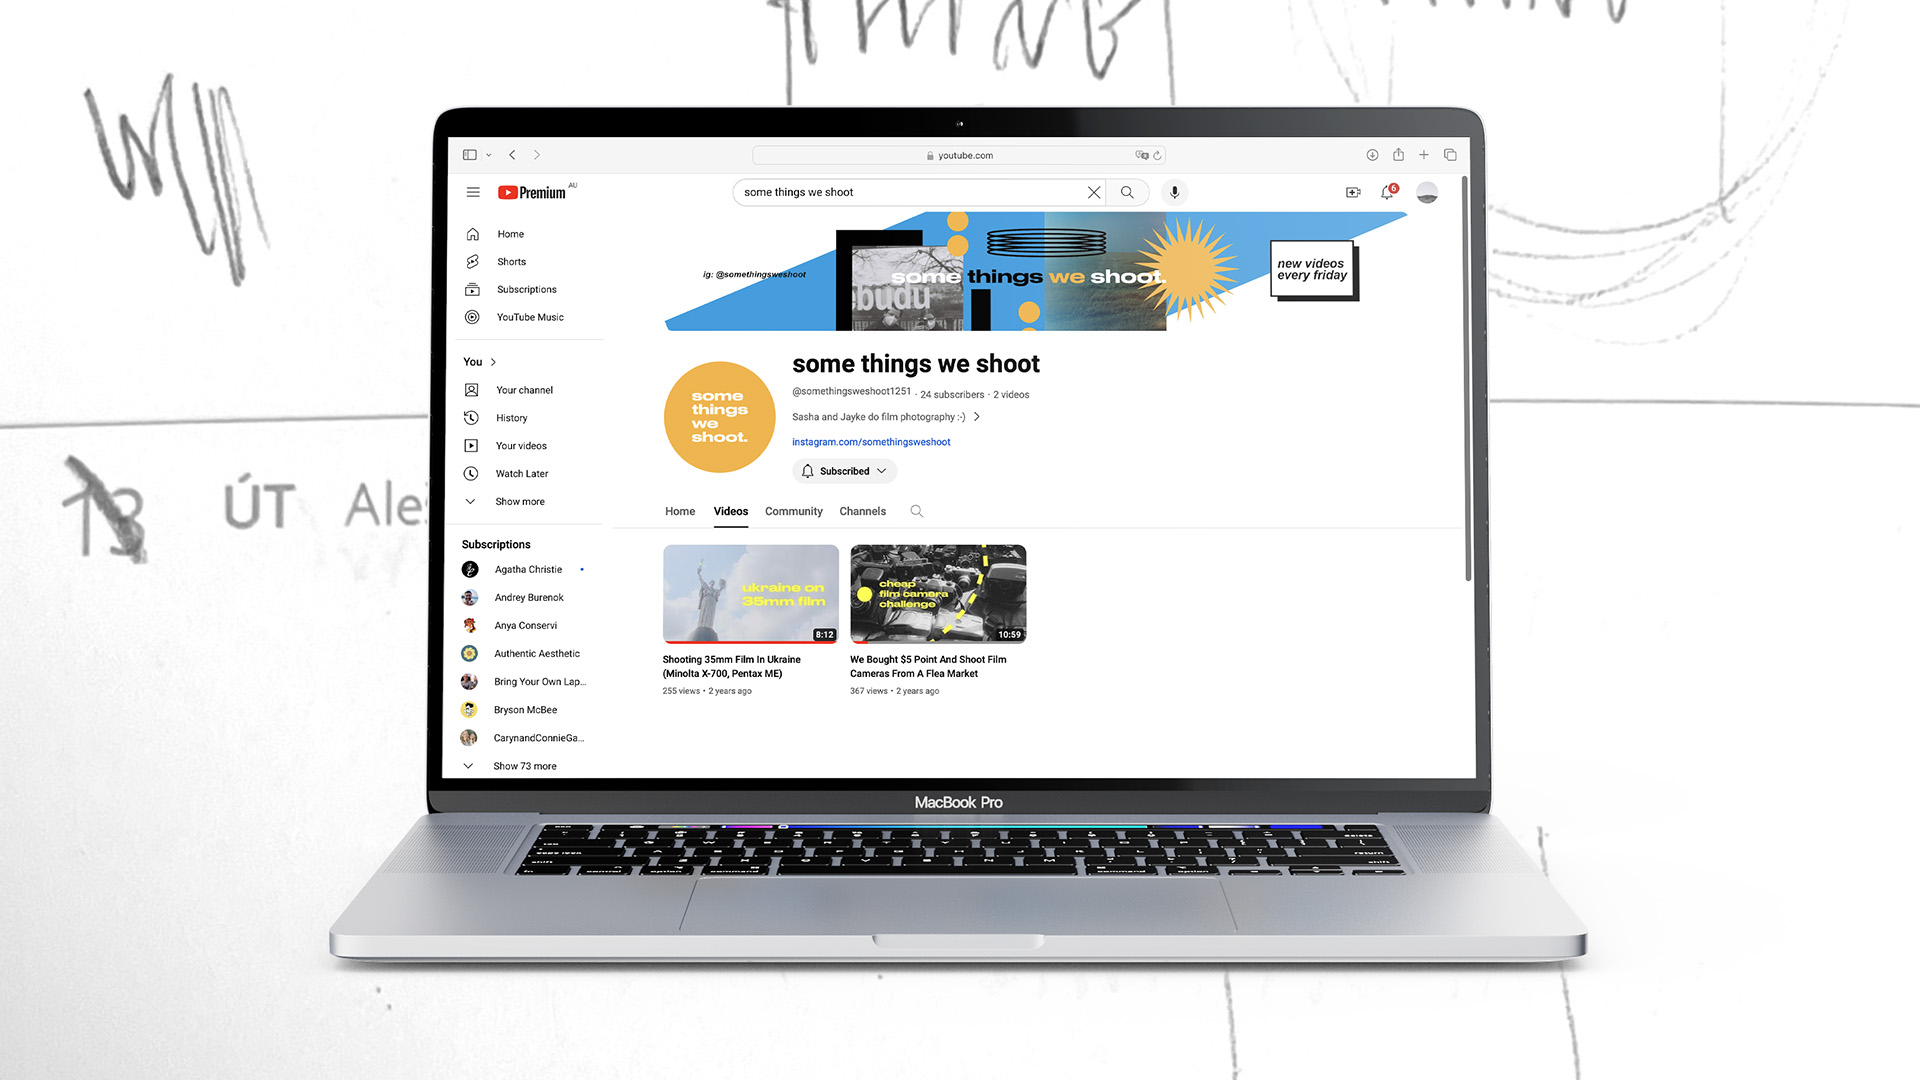 13 ÚT Ale
youtube.com
Premium AU
some things we shoot
6
Home
Shorts
Subscriptions
YouTube Music
You
Your channel
History
Your videos
Watch Later
Show more
Subscriptions
Agatha Christie
Andrey Burenok
Anya Conservi
Authentic Aesthetic
Bring Your Own Lap...
Bryson McBee
CarynandConnieGa...
Show 73 more
ig: @somethingsweshoot
ebudu
some things we shoot.
new videos
every friday
some
things
we
shoot.
some things we shoot
@somethingsweshoot1251 · 24 subscribers · 2 videos
Sasha and Jayke do film photography :-)
instagram.com/somethingsweshoot
Subscribed
Home Videos Community Channels
ukraine on
35mm film
8:12
Shooting 35mm Film In Ukraine
(Minolta X-700, Pentax ME)
255 views • 2 years ago
cheap
film camera
challenge
10:59
We Bought $5 Point And Shoot Film
Cameras From A Flea Market
367 views • 2 years ago
MacBook Pro